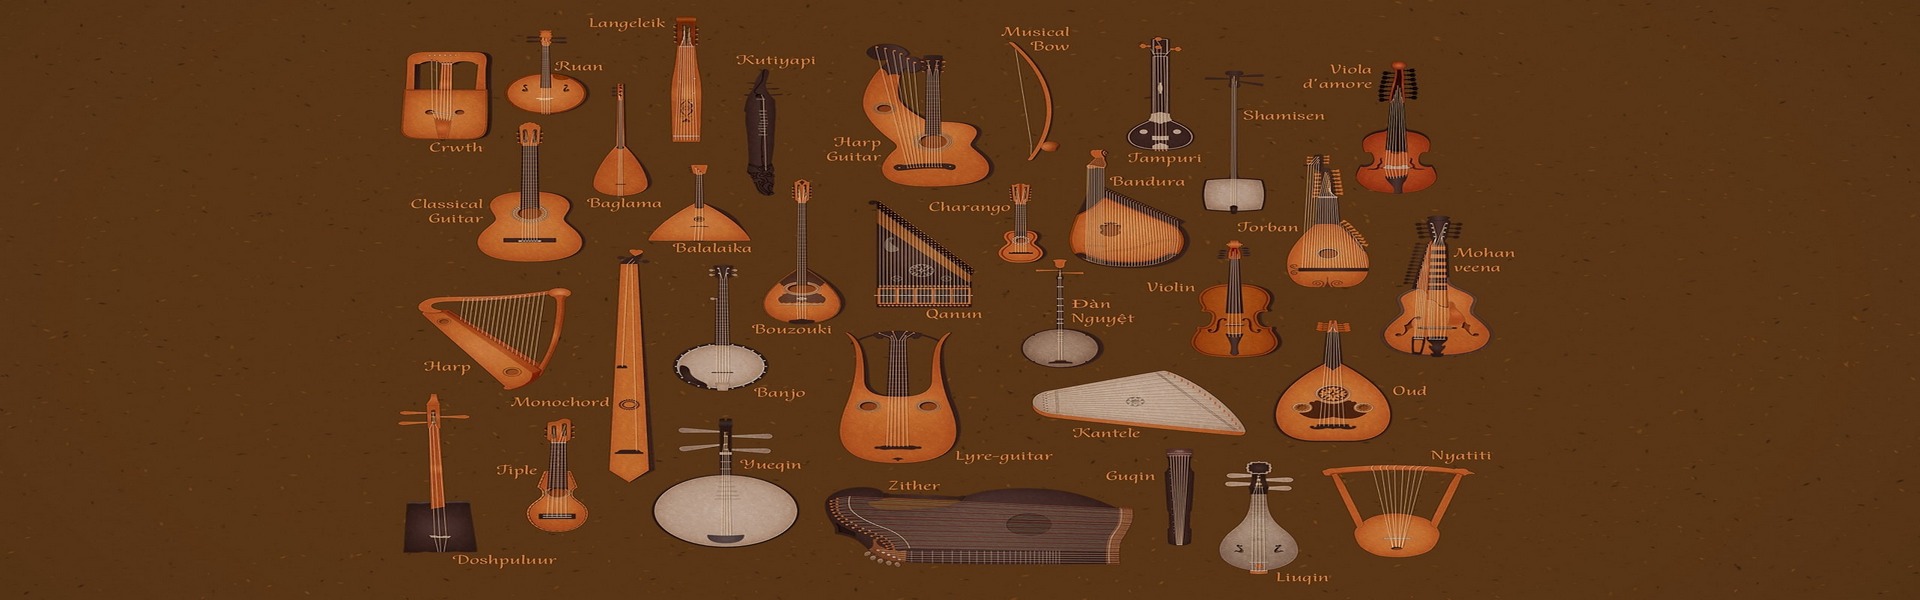 Langeleik
Musical
Bow
Ruan
Kutiyapi
Viola
d'amore
Shamisen
Crwth
Harp
Guitar
Tampuri
Bandura
Classical
Guitar
Baglama
Charango
Torban
Balalaika
Mohan
veena
Violin
Đàn
Nguyệt
Qanun
Bouzouki
Harp
Banjo
Oud
Monochord
Kantele
Lyre-guitar
Nyatiti
Tiple
Yueqin
Guqin
Zither
Doshpuluur
Liuqin